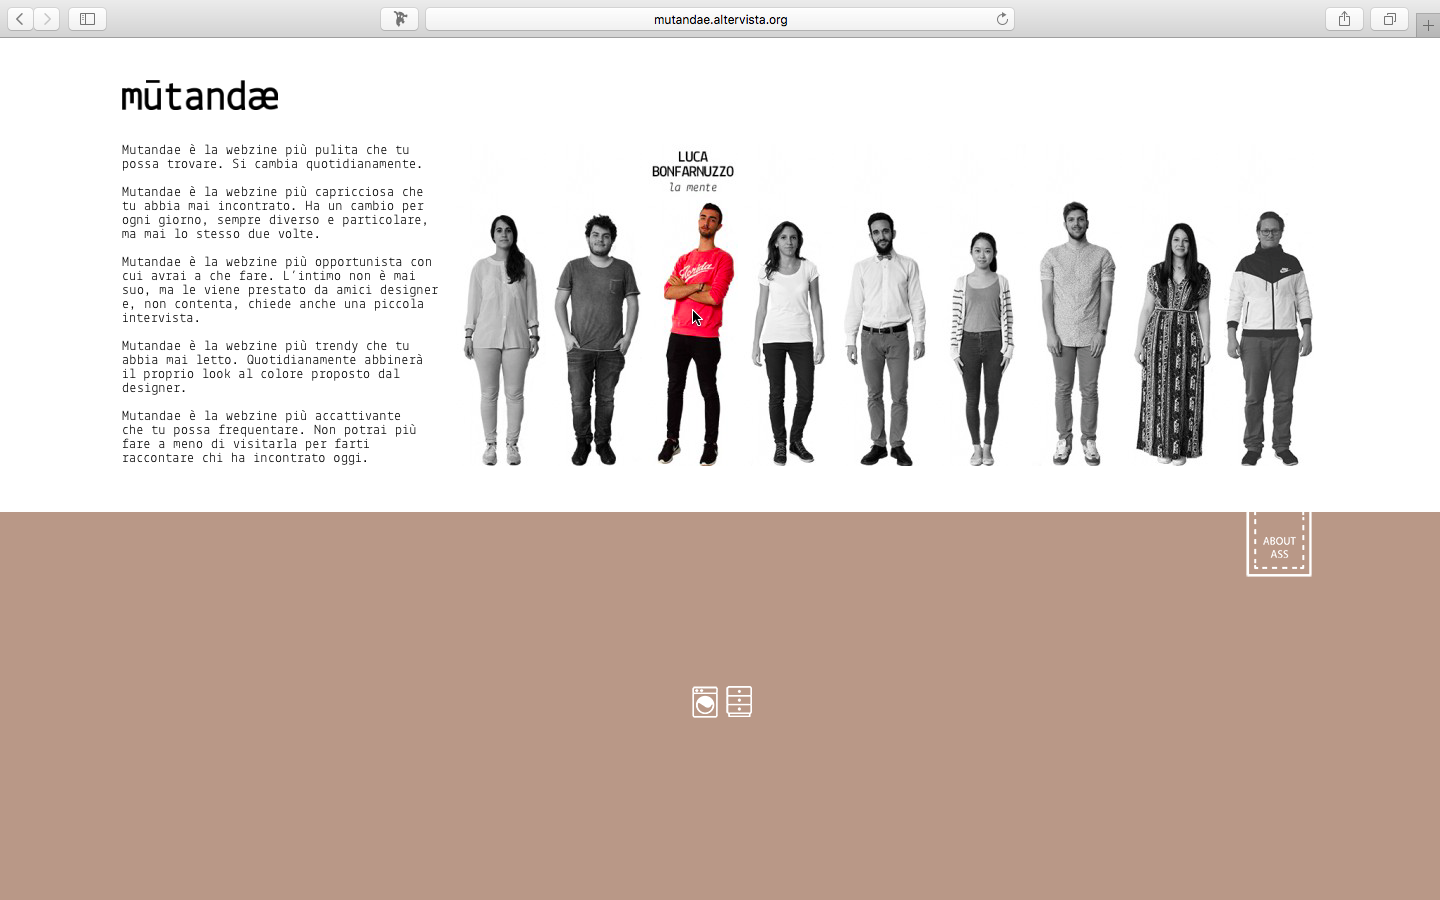 mutandae.altervista.org
mūtandæ
Mutandae è la webzine più pulita che tu
possa trovare. Si cambia quotidianamente.
Mutandae è la webzine più capricciosa che
tu abbia mai incontrato. Ha un cambio per
ogni giorno, sempre diverso e particolare,
ma mai lo stesso due volte.
Mutandae è la webzine più opportunista con
cui avrai a che fare. L'intimo non è mai
suo, ma le viene prestato da amici designer
e, non contenta, chiede anche una piccola
intervista.
Mutandae è la webzine più trendy che tu
abbia mai letto. Quotidianamente abbinerà
il proprio look al colore proposto dal
designer.
Mutandae è la webzine più accattivante
che tu possa frequentare. Non potrai più
fare a meno di visitarla per farti
raccontare chi ha incontrato oggi.
LUCA
BONFARNUZZO
la mente
Florida
ABOUT
ASS